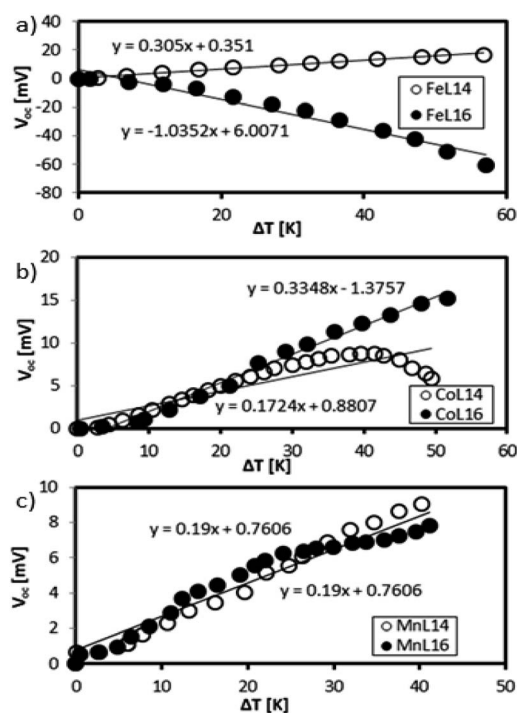 a)
40
20
0
-20
-40
-60
-80
Voc [mV]
y = 0.305x + 0.351
FeL14
FeL16
y = -1.0352x + 6.0071
0 20 40 60
ΔT [K]
b)
20
15
10
5
0
Voc [mV]
y = 0.3348x - 1.3757
y = 0.1724x + 0.8807
CoL14
CoL16
0 10 20 30 40 50 60
ΔT [K]
c)
10
8
6
4
2
0
Voc [mV]
y = 0.19x + 0.7606
y = 0.19x + 0.7606
MnL14
MnL16
0 10 20 30 40 50
ΔT [K]